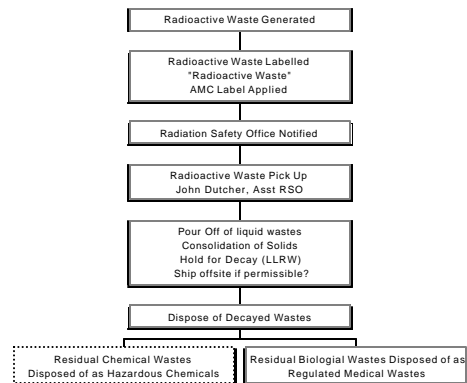 Radioactive Waste Generated
Radioactive Waste Labelled
"Radioactive Waste"
AMC Label Applied
Radiation Safety Office Notified
Radioactive Waste Pick Up
John Dutcher, Asst RSO
Pour Off of liquid wastes
Consolidation of Solids
Hold for Decay (LLRW)
Ship offsite if permissible?
Dispose of Decayed Wastes
Residual Chemical Wastes
Disposed of as Hazardous Chemicals
Residual Biologial Wastes Disposed of as
Regulated Medical Wastes